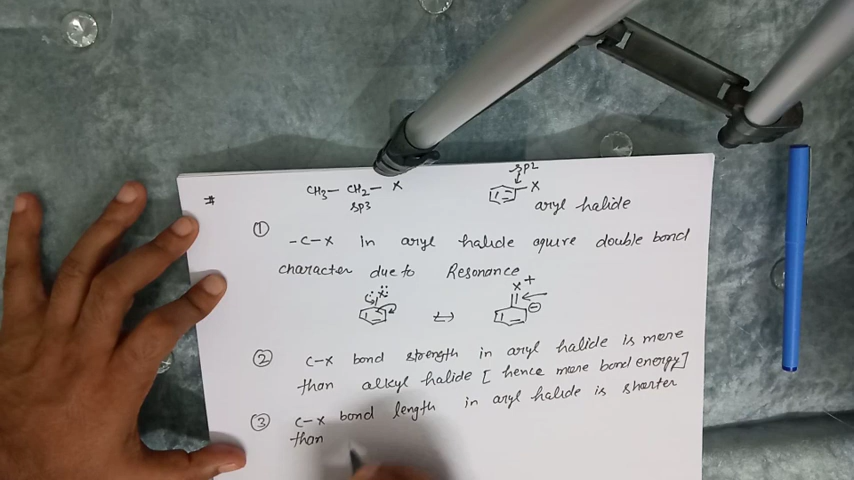 #
CH3 - CH2 - X
sp3
sp2
X
aryl halide
① -C-X in aryl halide aquire double bond
character due to Resonance
X
X +
⇌
⊖
② C-X bond strength in aryl halide is more
than alkyl halide [ hence more bond energy]
③ C-X bond length in aryl halide is shorter
than